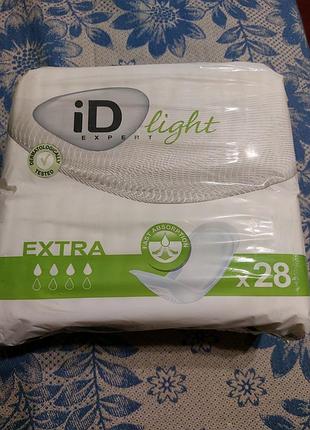 iD light
EXPERT
DERMATOLOGICALLY
TESTED
EXTRA
FAST ABSORPTION
x28